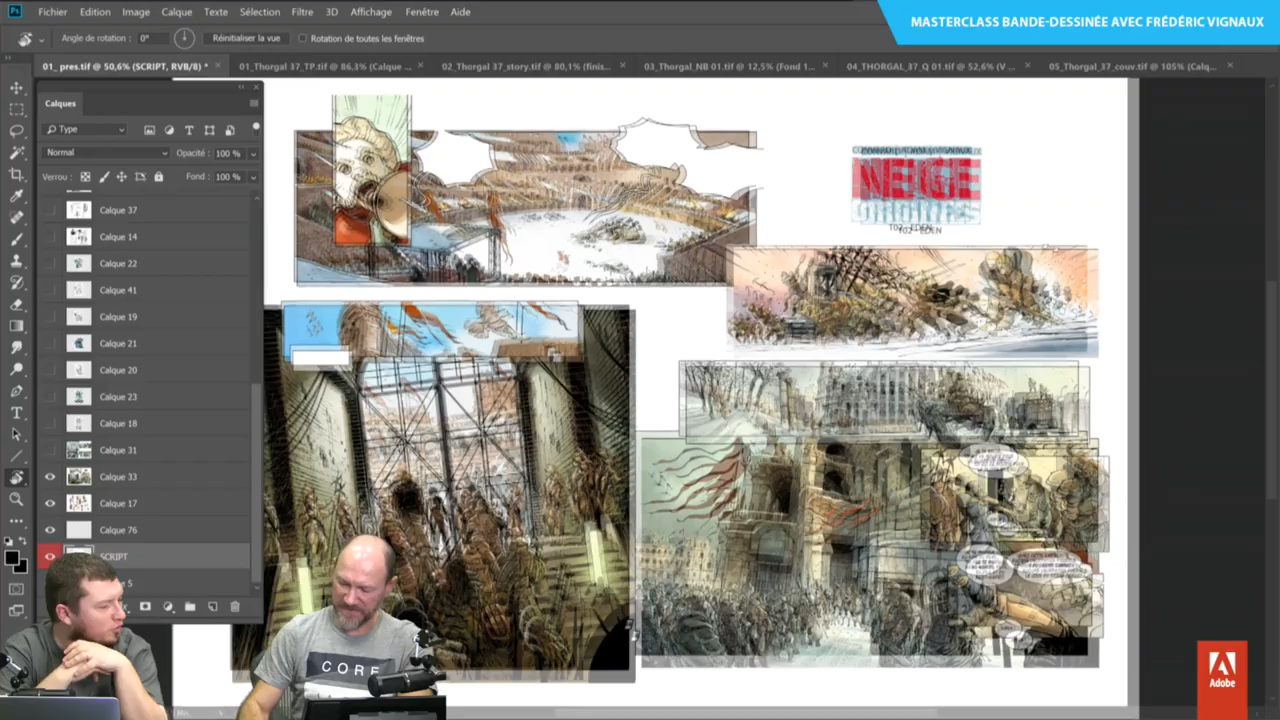 Fichier Edition Image Calque Texte Sélection Filtre 3D Affichage Fenêtre Aide
MASTERCLASS BANDE-DESSINÉE AVEC FRÉDÉRIC VIGNAUX
Angle de rotation : 0° Réinitialiser la vue Rotation de toutes les fenêtres
01_ pres.tif @ 50,6% (SCRIPT, RVB/8) * × 01_Thorgal 37_TP.tif @ 86,3% (Calque ... × 02_Thorgal 37_story.tif @ 80,1% (finis... × 03_Thorgal_NB 01.tif @ 12,5% (Fond 1... × 04_THORGAL_37_Q 01.tif @ 52,6% (V ... × 05_Thorgal_37_couv.tif @ 105% (Calq... ×
Calques
Type
Normal Opacité : 100 %
Verrou : Fond : 100 %
Calque 37
Calque 14
Calque 22
Calque 41
Calque 19
Calque 21
Calque 20
Calque 23
Calque 18
Calque 31
Calque 33
Calque 17
Calque 76
SCRIPT
5
NEIGE
T02 - EDEN
CORE
Adobe